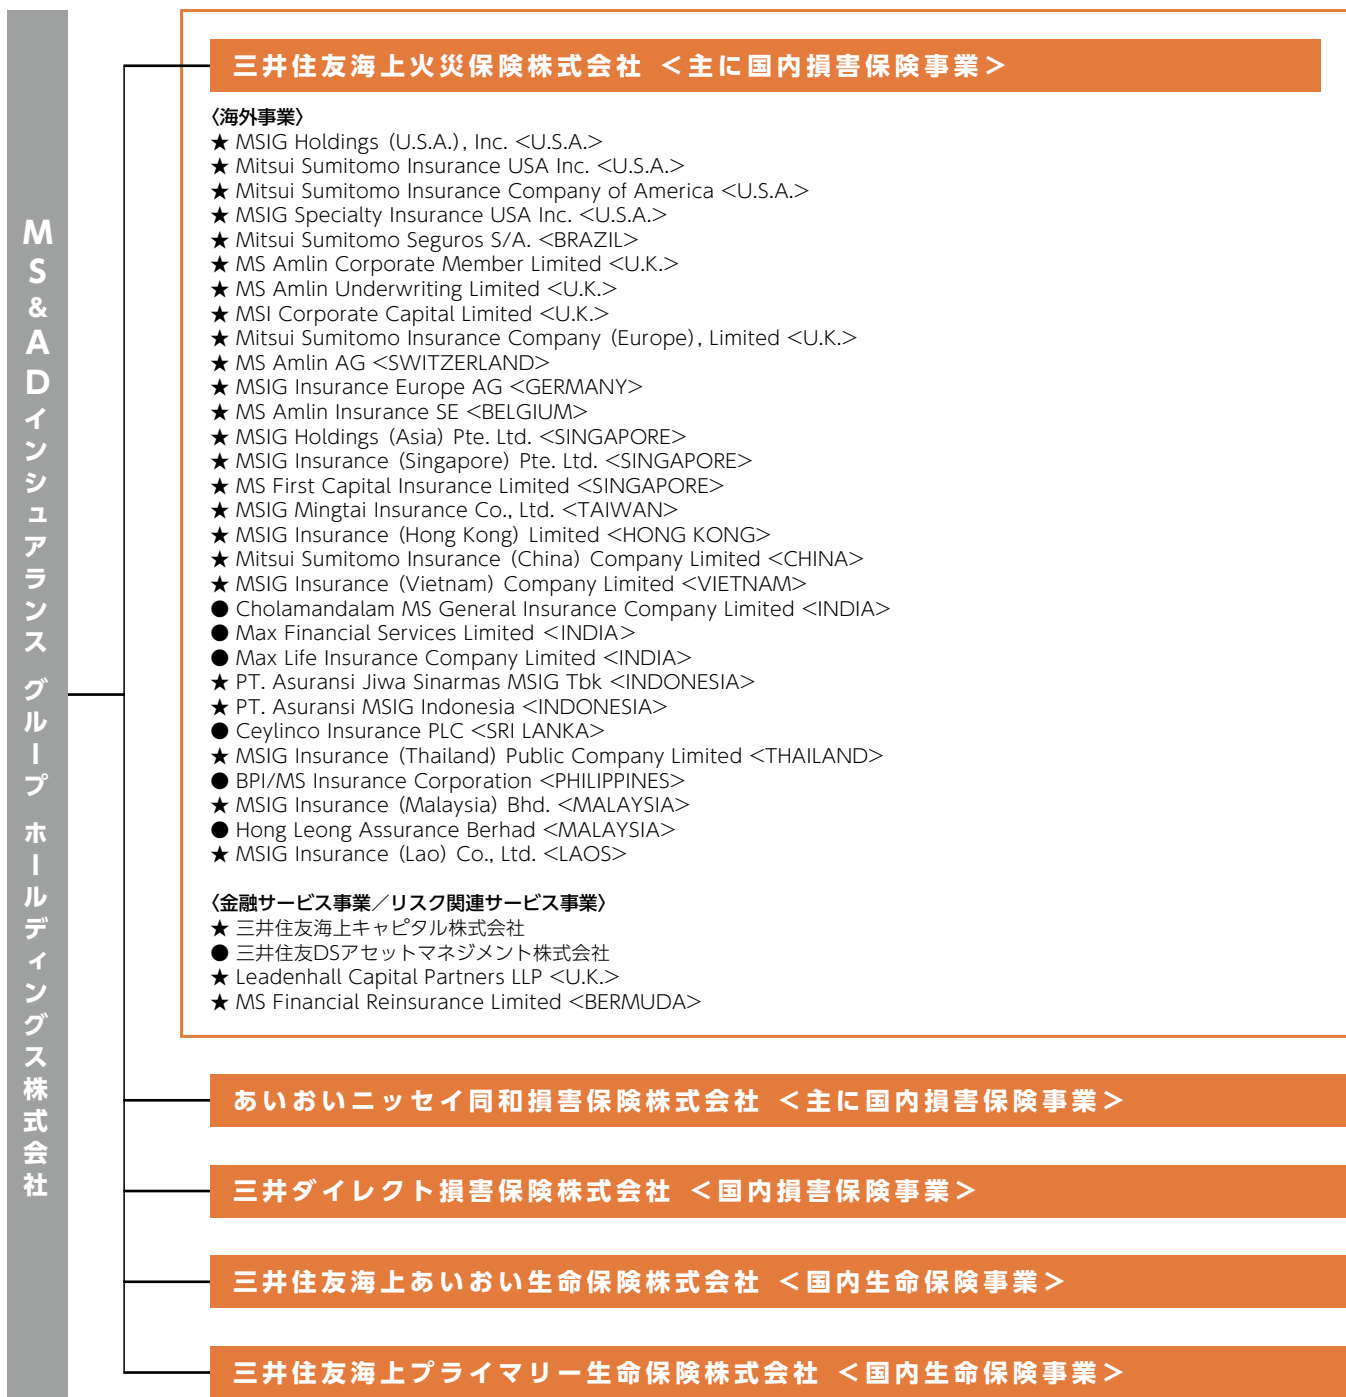 MS&ADインシュアランス グループ ホールディングス株式会社
三井住友海上火災保険株式会社 <主に国内損害保険事業>
〈海外事業〉
★ MSIG Holdings (U.S.A.), Inc. <U.S.A.>
★ Mitsui Sumitomo Insurance USA Inc. <U.S.A.>
★ Mitsui Sumitomo Insurance Company of America <U.S.A.>
★ MSIG Specialty Insurance USA Inc. <U.S.A.>
★ Mitsui Sumitomo Seguros S/A. <BRAZIL>
★ MS Amlin Corporate Member Limited <U.K.>
★ MS Amlin Underwriting Limited <U.K.>
★ MSI Corporate Capital Limited <U.K.>
★ Mitsui Sumitomo Insurance Company (Europe), Limited <U.K.>
★ MS Amlin AG <SWITZERLAND>
★ MSIG Insurance Europe AG <GERMANY>
★ MS Amlin Insurance SE <BELGIUM>
★ MSIG Holdings (Asia) Pte. Ltd. <SINGAPORE>
★ MSIG Insurance (Singapore) Pte. Ltd. <SINGAPORE>
★ MS First Capital Insurance Limited <SINGAPORE>
★ MSIG Mingtai Insurance Co., Ltd. <TAIWAN>
★ MSIG Insurance (Hong Kong) Limited <HONG KONG>
★ Mitsui Sumitomo Insurance (China) Company Limited <CHINA>
★ MSIG Insurance (Vietnam) Company Limited <VIETNAM>
● Cholamandalam MS General Insurance Company Limited <INDIA>
● Max Financial Services Limited <INDIA>
● Max Life Insurance Company Limited <INDIA>
★ PT. Asuransi Jiwa Sinarmas MSIG Tbk <INDONESIA>
★ PT. Asuransi MSIG Indonesia <INDONESIA>
● Ceylinco Insurance PLC <SRI LANKA>
★ MSIG Insurance (Thailand) Public Company Limited <THAILAND>
● BPI/MS Insurance Corporation <PHILIPPINES>
★ MSIG Insurance (Malaysia) Bhd. <MALAYSIA>
● Hong Leong Assurance Berhad <MALAYSIA>
★ MSIG Insurance (Lao) Co., Ltd. <LAOS>
〈金融サービス事業／リスク関連サービス事業〉
★ 三井住友海上キャピタル株式会社
● 三井住友DSアセットマネジメント株式会社
★ Leadenhall Capital Partners LLP <U.K.>
★ MS Financial Reinsurance Limited <BERMUDA>
あいおいニッセイ同和損害保険株式会社 <主に国内損害保険事業>
三井ダイレクト損害保険株式会社 <国内損害保険事業>
三井住友海上あいおい生命保険株式会社 <国内生命保険事業>
三井住友海上プライマリー生命保険株式会社 <国内生命保険事業>